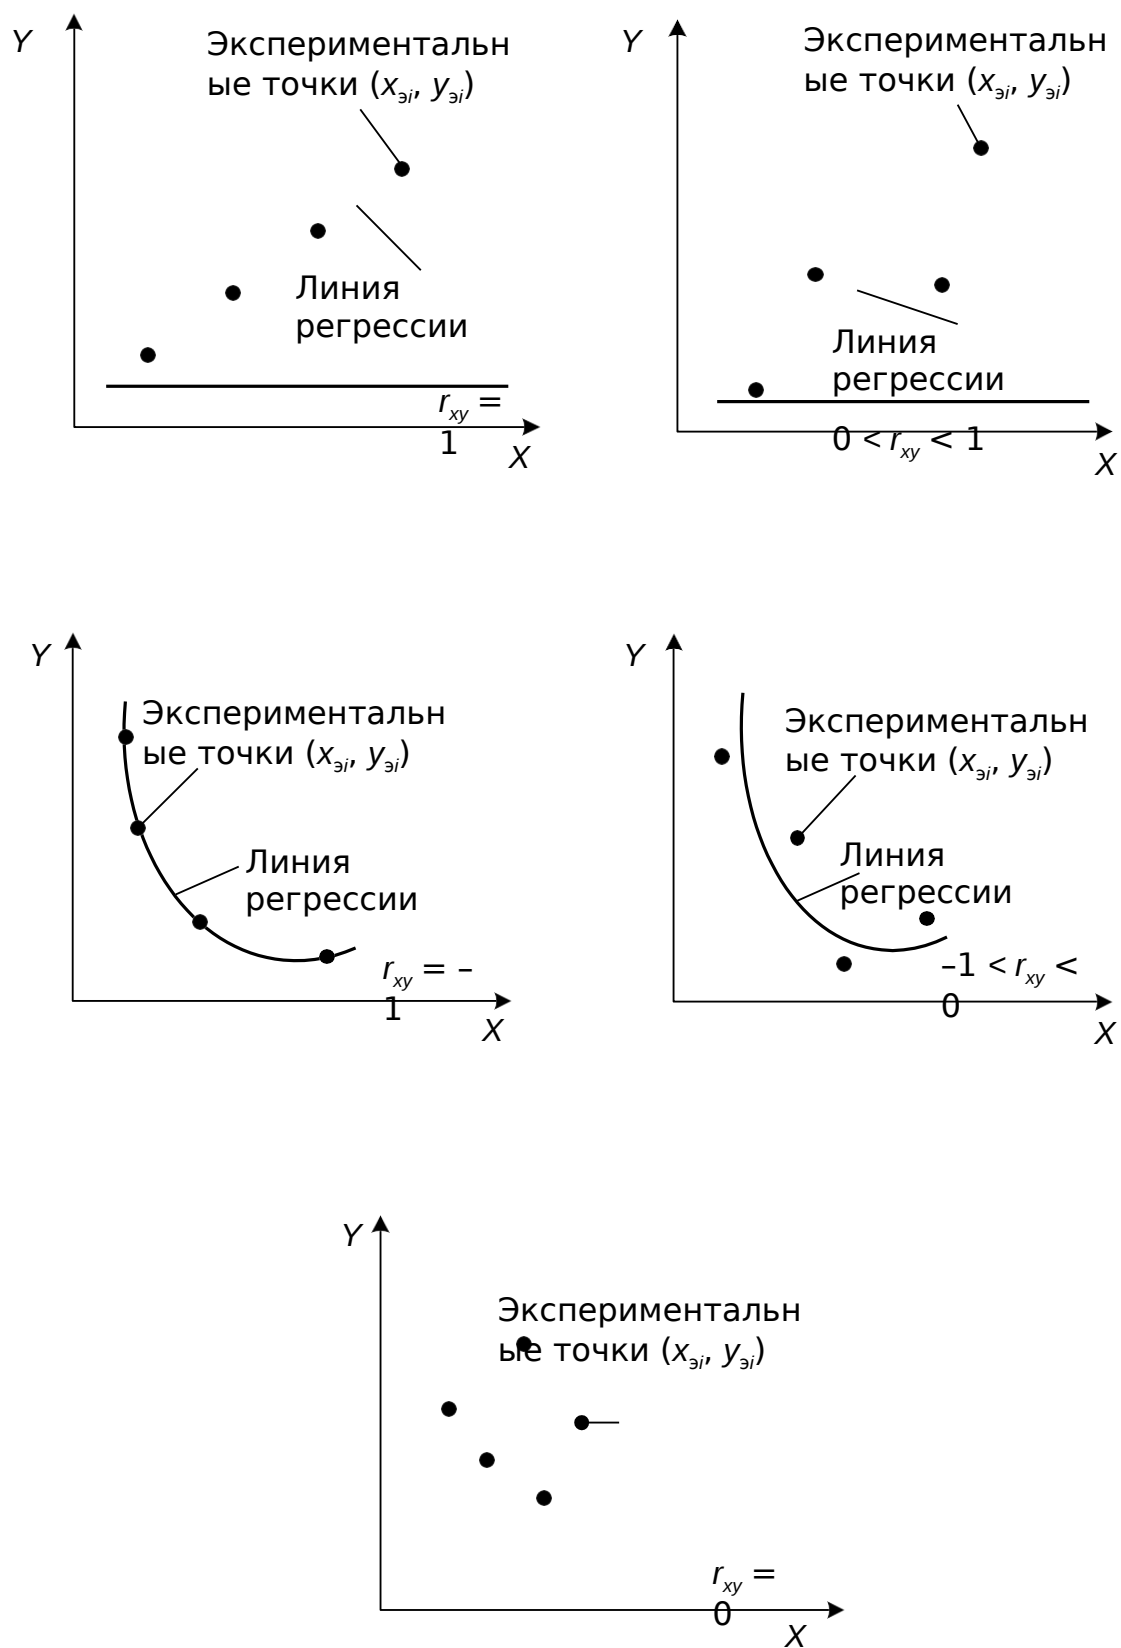 Y
Экспериментальн
ые точки (xэi, yэi)
Линия
регрессии
rxy =
1
X
Y
Экспериментальн
ые точки (xэi, yэi)
Линия
регрессии
0 < rxy < 1
X
Y
Экспериментальн
ые точки (xэi, yэi)
Линия
регрессии
rxy = –
1
X
Y
Экспериментальн
ые точки (xэi, yэi)
Линия
регрессии
–1 < rxy <
0
X
Y
Экспериментальн
ые точки (xэi, yэi)
rxy =
0
X